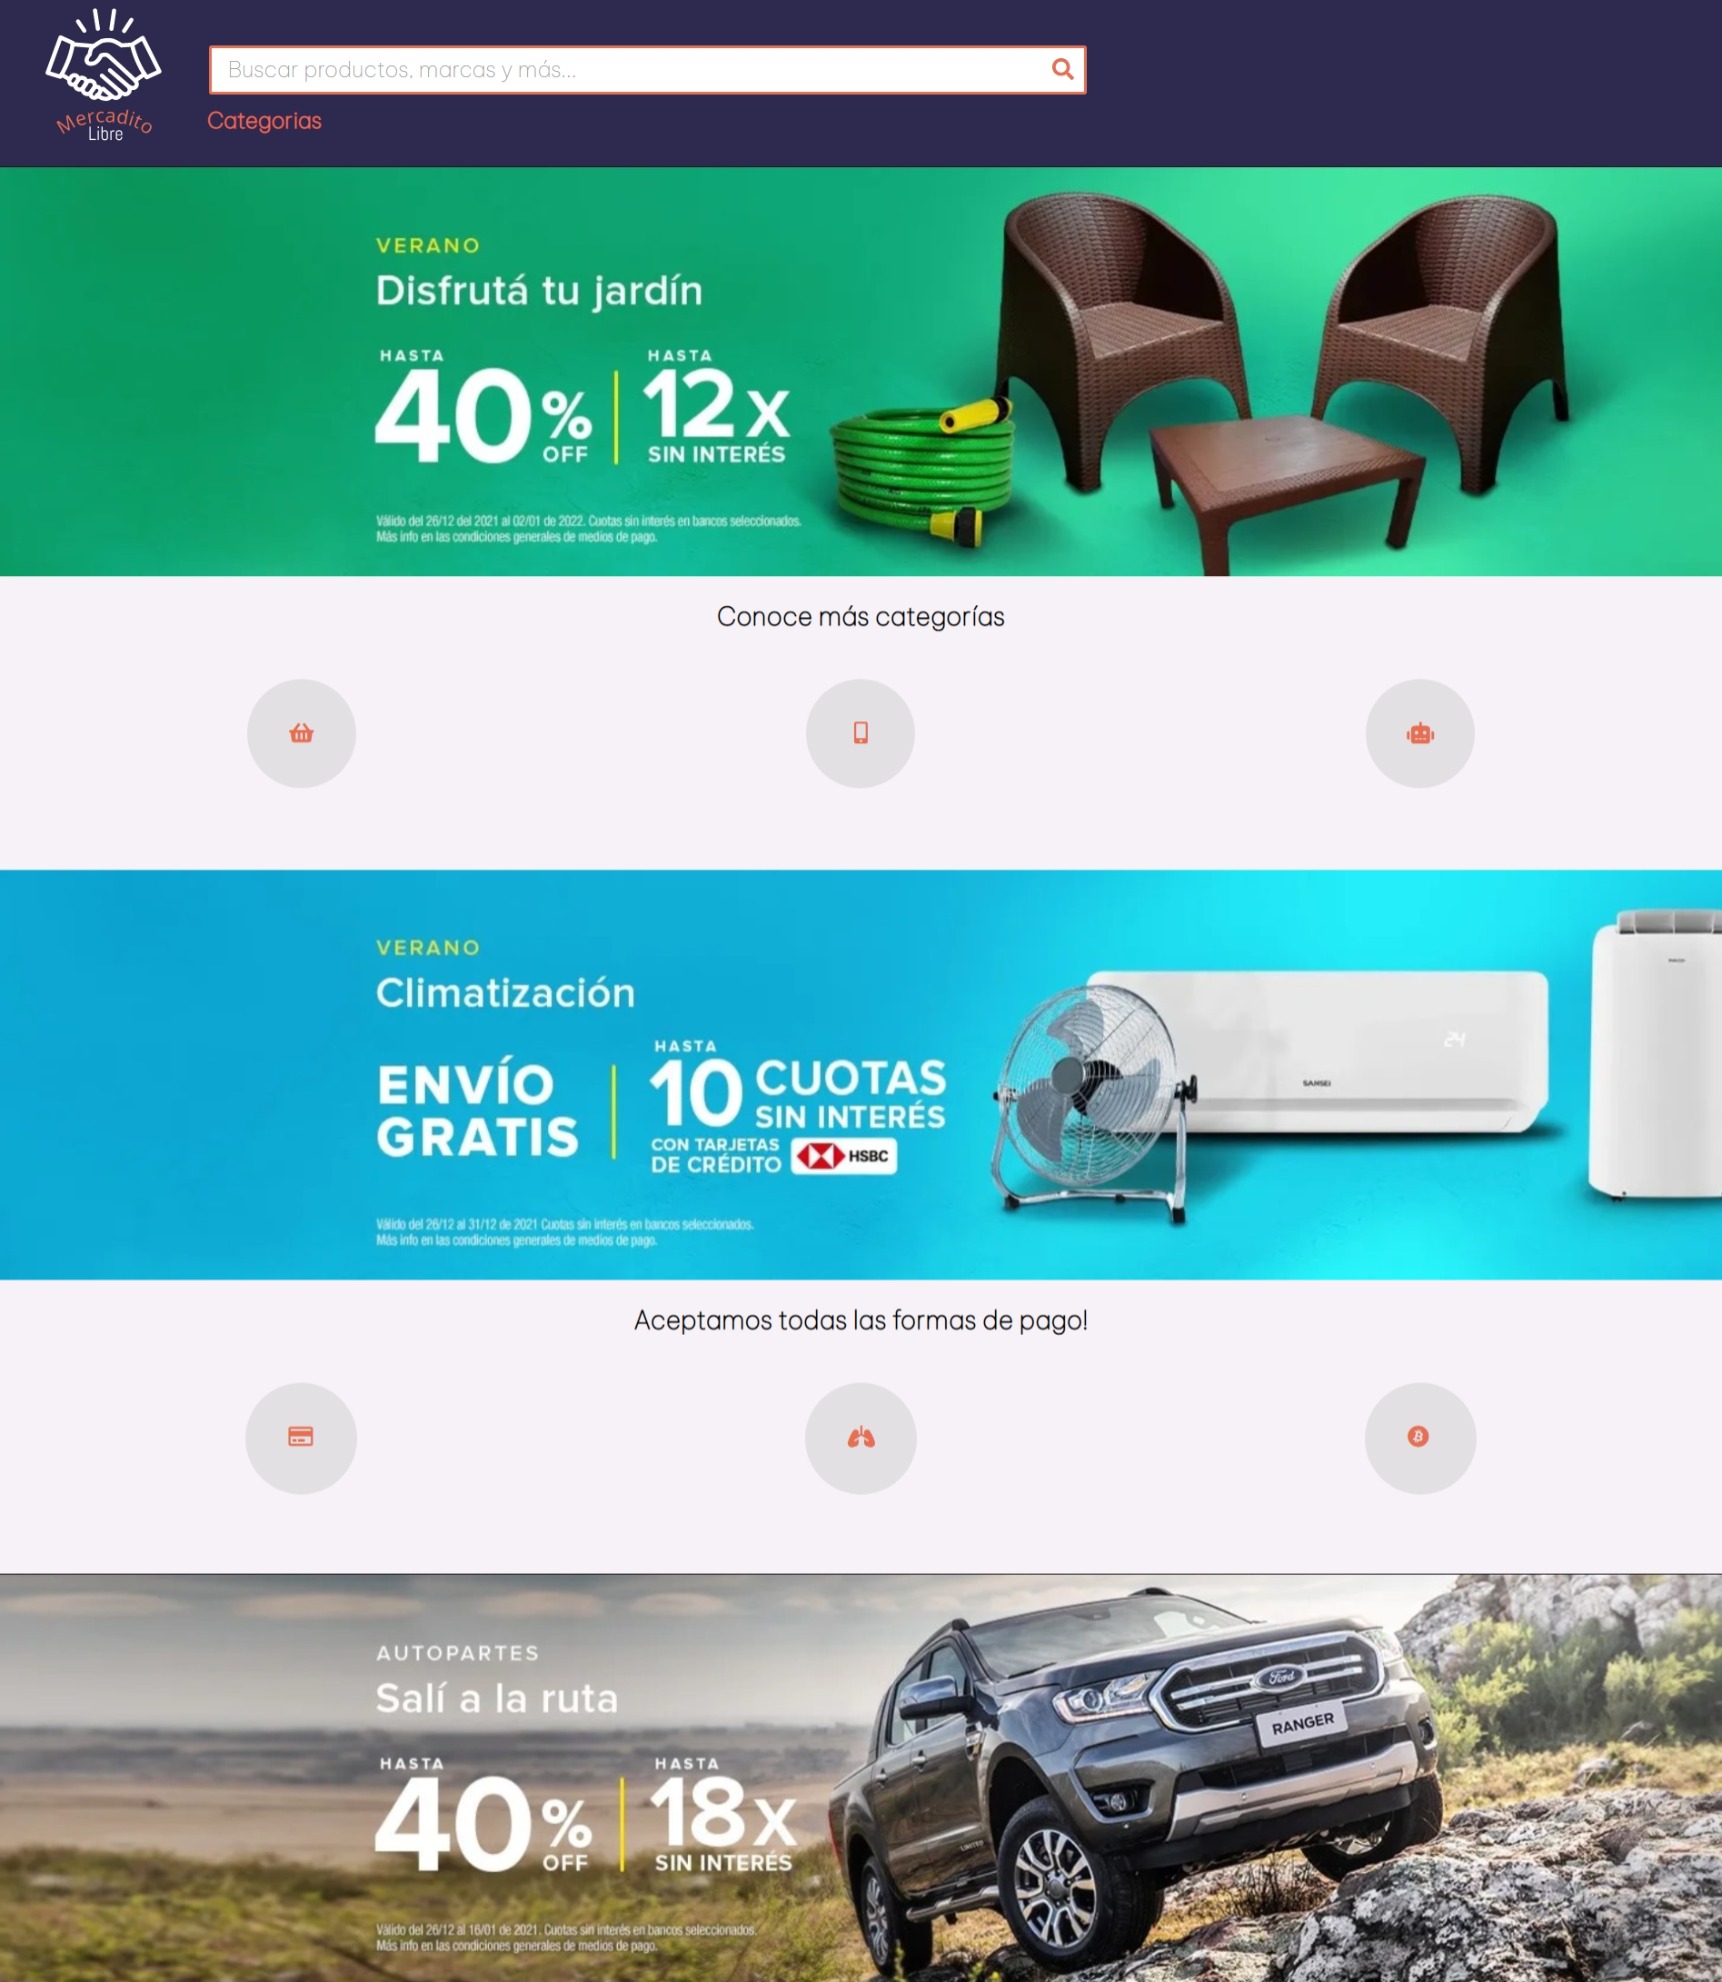 Mercadito
Libre
Buscar productos, marcas y más...
Categorias
VERANO
Disfrutá tu jardín
HASTA
40% OFF
HASTA
12x
SIN INTERÉS
Válido del 26/12 del 2021 al 02/01 de 2022. Cuotas sin interés en bancos seleccionados.
Más info en las condiciones generales de medios de pago.
Conoce más categorías
VERANO
Climatización
ENVÍO
GRATIS
HASTA
10 CUOTAS
SIN INTERÉS
CON TARJETAS
DE CRÉDITO
HSBC
24
SANSEI
Válido del 26/12 al 31/12 de 2021 Cuotas sin interés en bancos seleccionados.
Más info en las condiciones generales de medios de pago.
Aceptamos todas las formas de pago!
AUTOPARTES
Salí a la ruta
HASTA
40% OFF
HASTA
18x
SIN INTERÉS
Ford
RANGER
LIMITED
Válido del 26/12 al 16/01 de 2021. Cuotas sin interés en bancos seleccionados.
Más info en las condiciones generales de medios de pago.